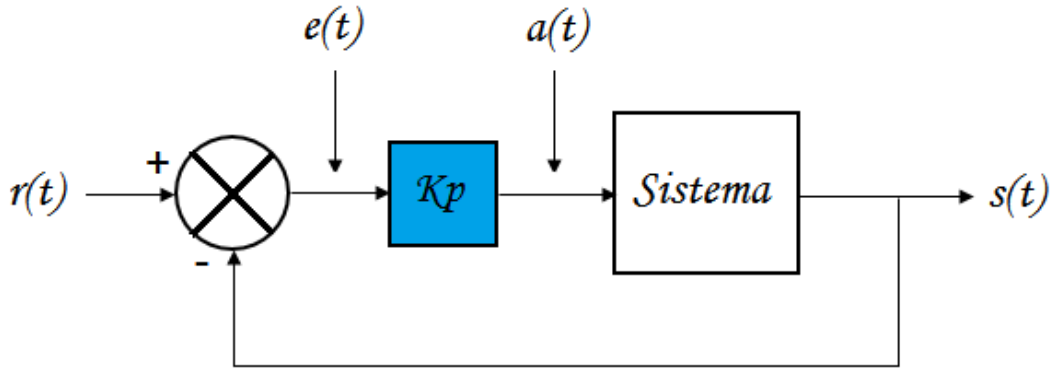 e(t)
a(t)
+
r(t)
Kp
Sistema
s(t)
-